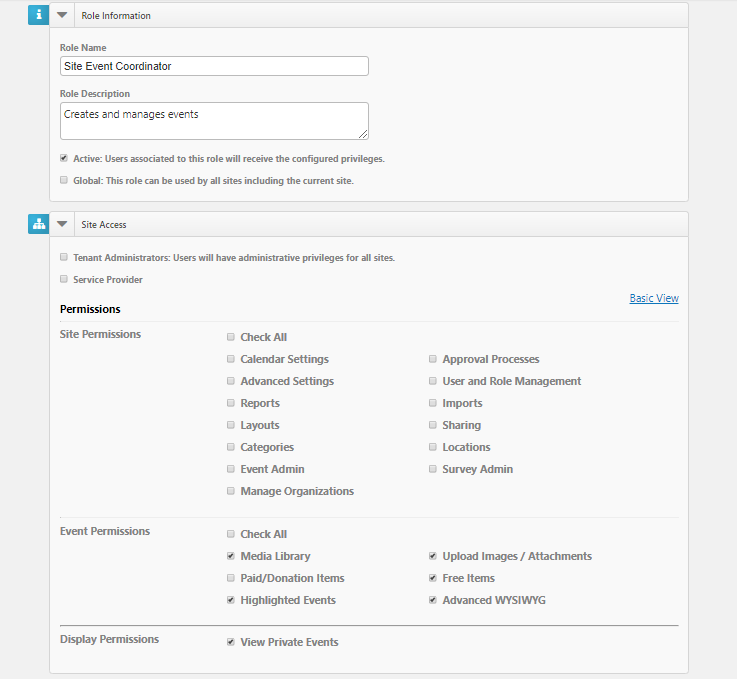 Role Information
Role Name
Site Event Coordinator
Role Description
Creates and manages events
Active: Users associated to this role will receive the configured privileges.
Global: This role can be used by all sites including the current site.
Site Access
Tenant Administrators: Users will have administrative privileges for all sites.
Service Provider
Basic View
Permissions
Site Permissions
Check All
Calendar Settings Approval Processes
Advanced Settings User and Role Management
Reports Imports
Layouts Sharing
Categories Locations
Event Admin Survey Admin
Manage Organizations
Event Permissions
Check All
Media Library Upload Images / Attachments
Paid/Donation Items Free Items
Highlighted Events Advanced WYSIWYG
Display Permissions
View Private Events